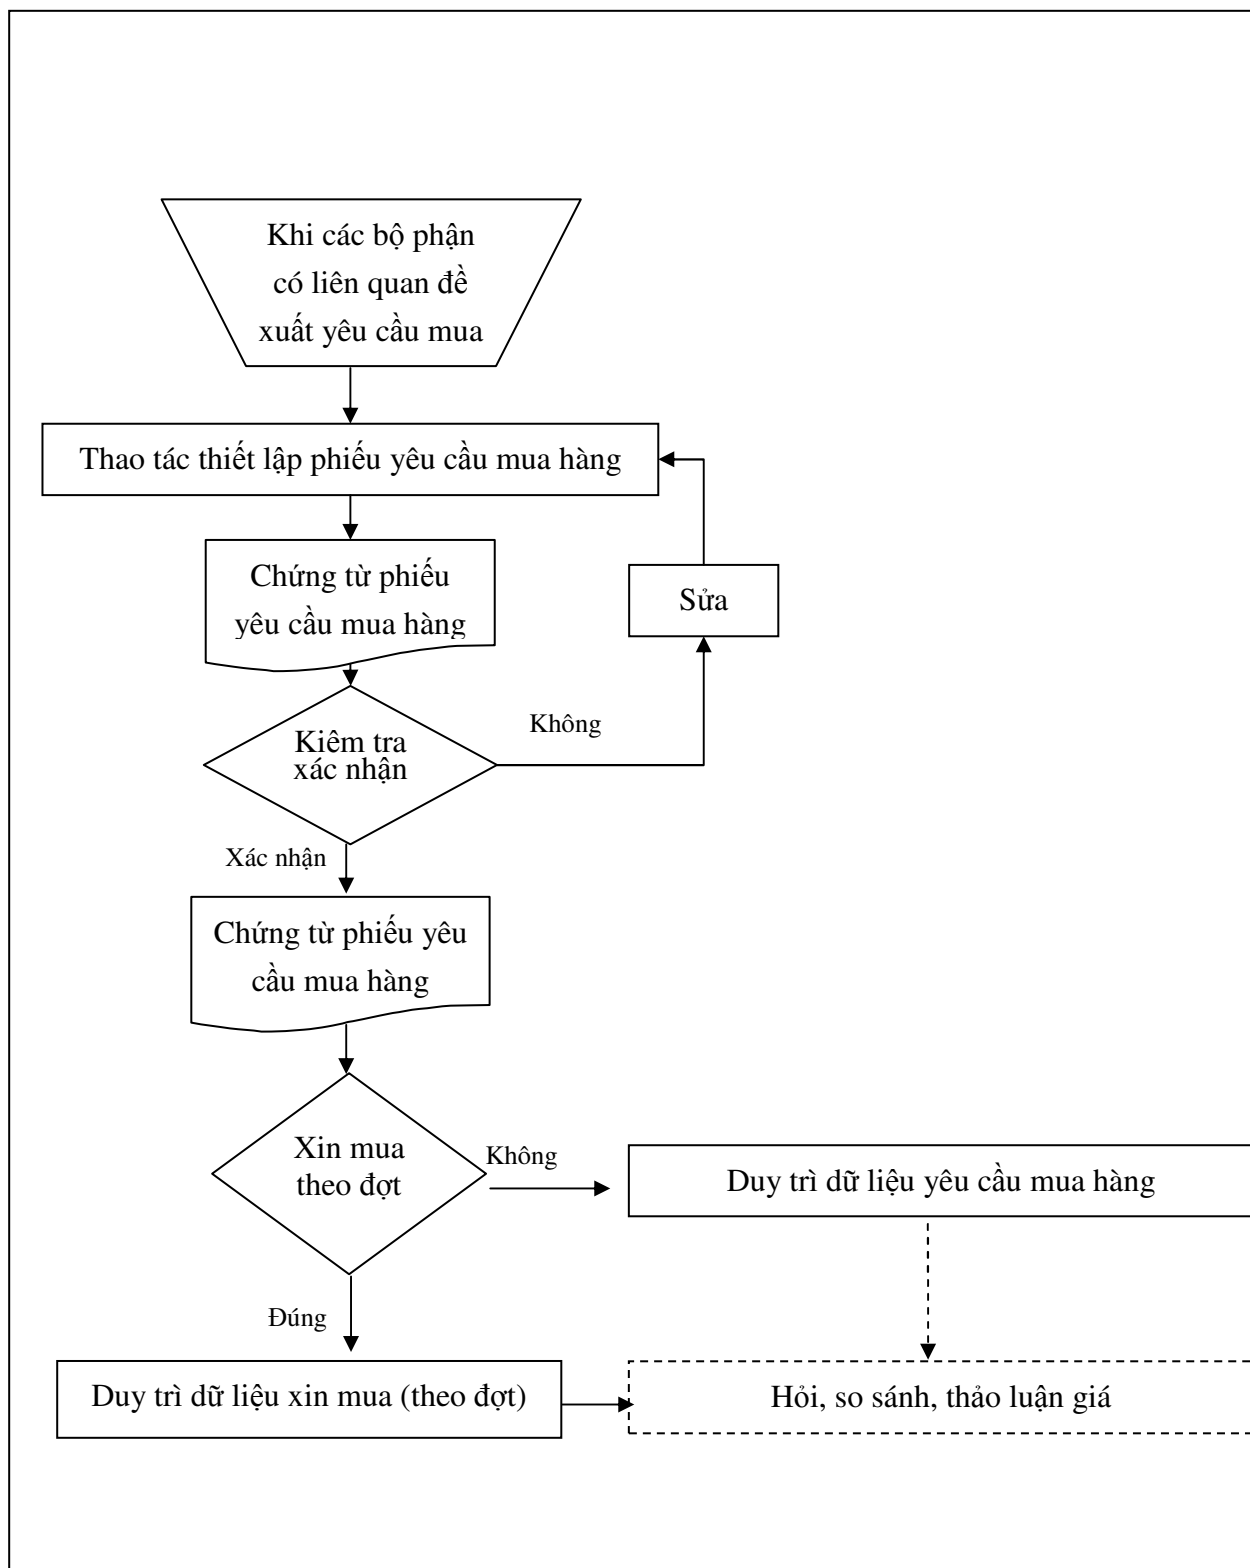 Khi các bộ phận
có liên quan đề
xuất yêu cầu mua
Thao tác thiết lập phiếu yêu cầu mua hàng
Chứng từ phiếu
yêu cầu mua hàng
Sửa
Không
Kiêm tra
xác nhận
Xác nhận
Chứng từ phiếu yêu
cầu mua hàng
Xin mua
theo đợt
Không
Duy trì dữ liệu yêu cầu mua hàng
Đúng
Duy trì dữ liệu xin mua (theo đợt)
Hỏi, so sánh, thảo luận giá